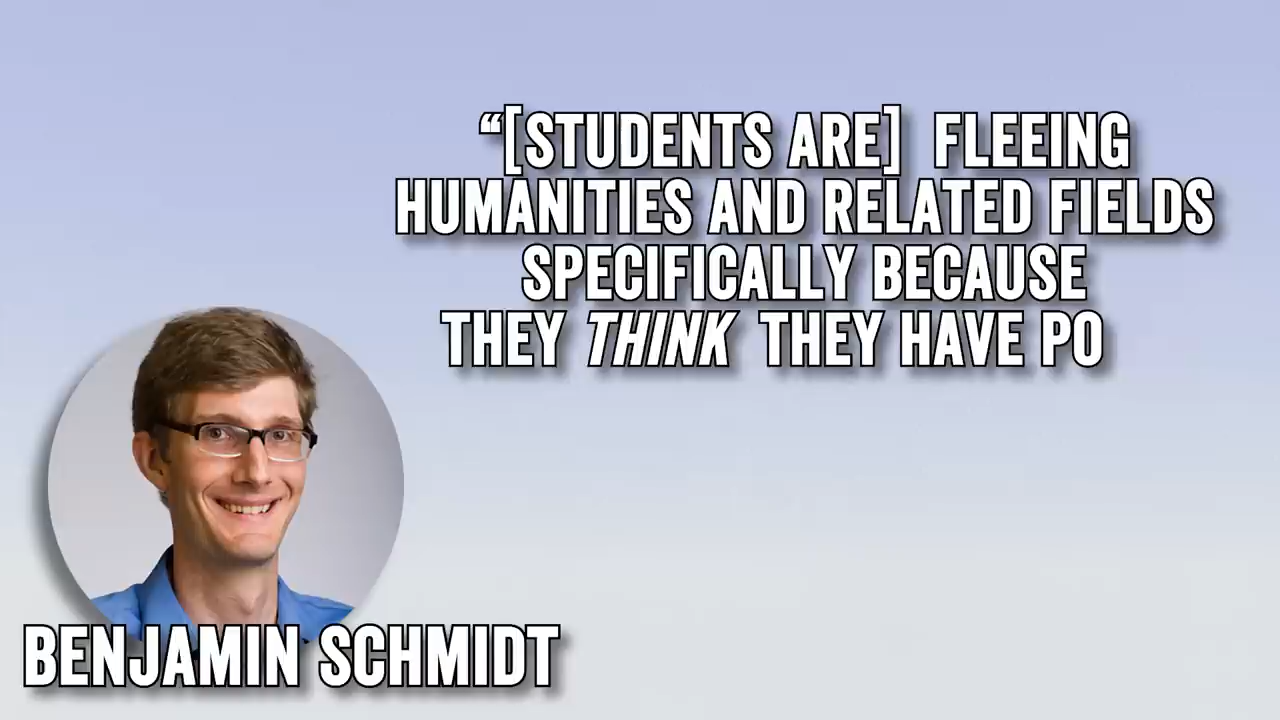 “[STUDENTS ARE] FLEEING
HUMANITIES AND RELATED FIELDS
SPECIFICALLY BECAUSE
THEY THINK THEY HAVE PO
BENJAMIN SCHMIDT